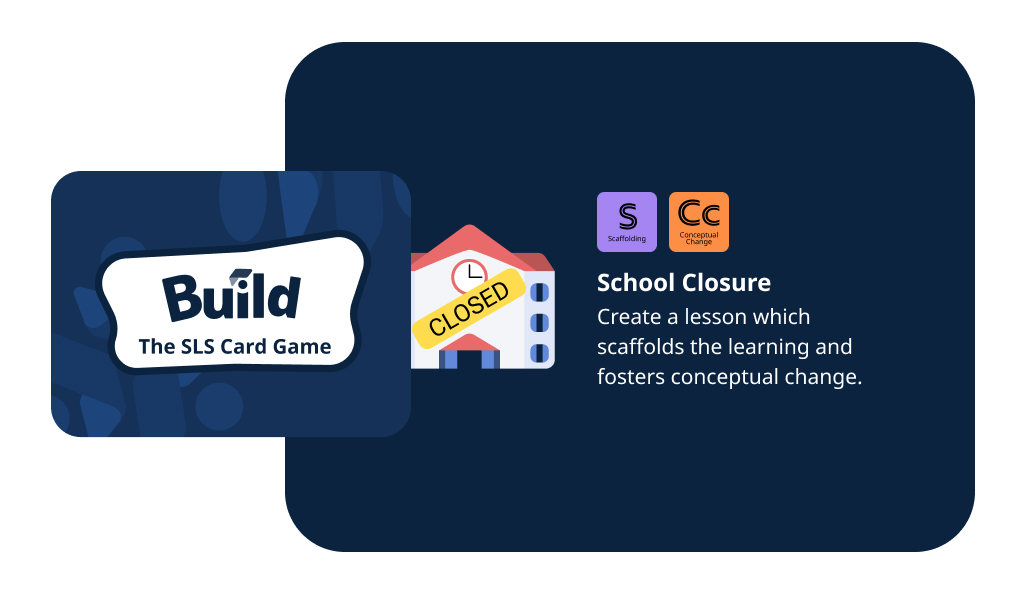 Build
The SLS Card Game
CLOSED
S
Scaffolding
Cc
Conceptual
Change
School Closure
Create a lesson which
scaffolds the learning and
fosters conceptual change.